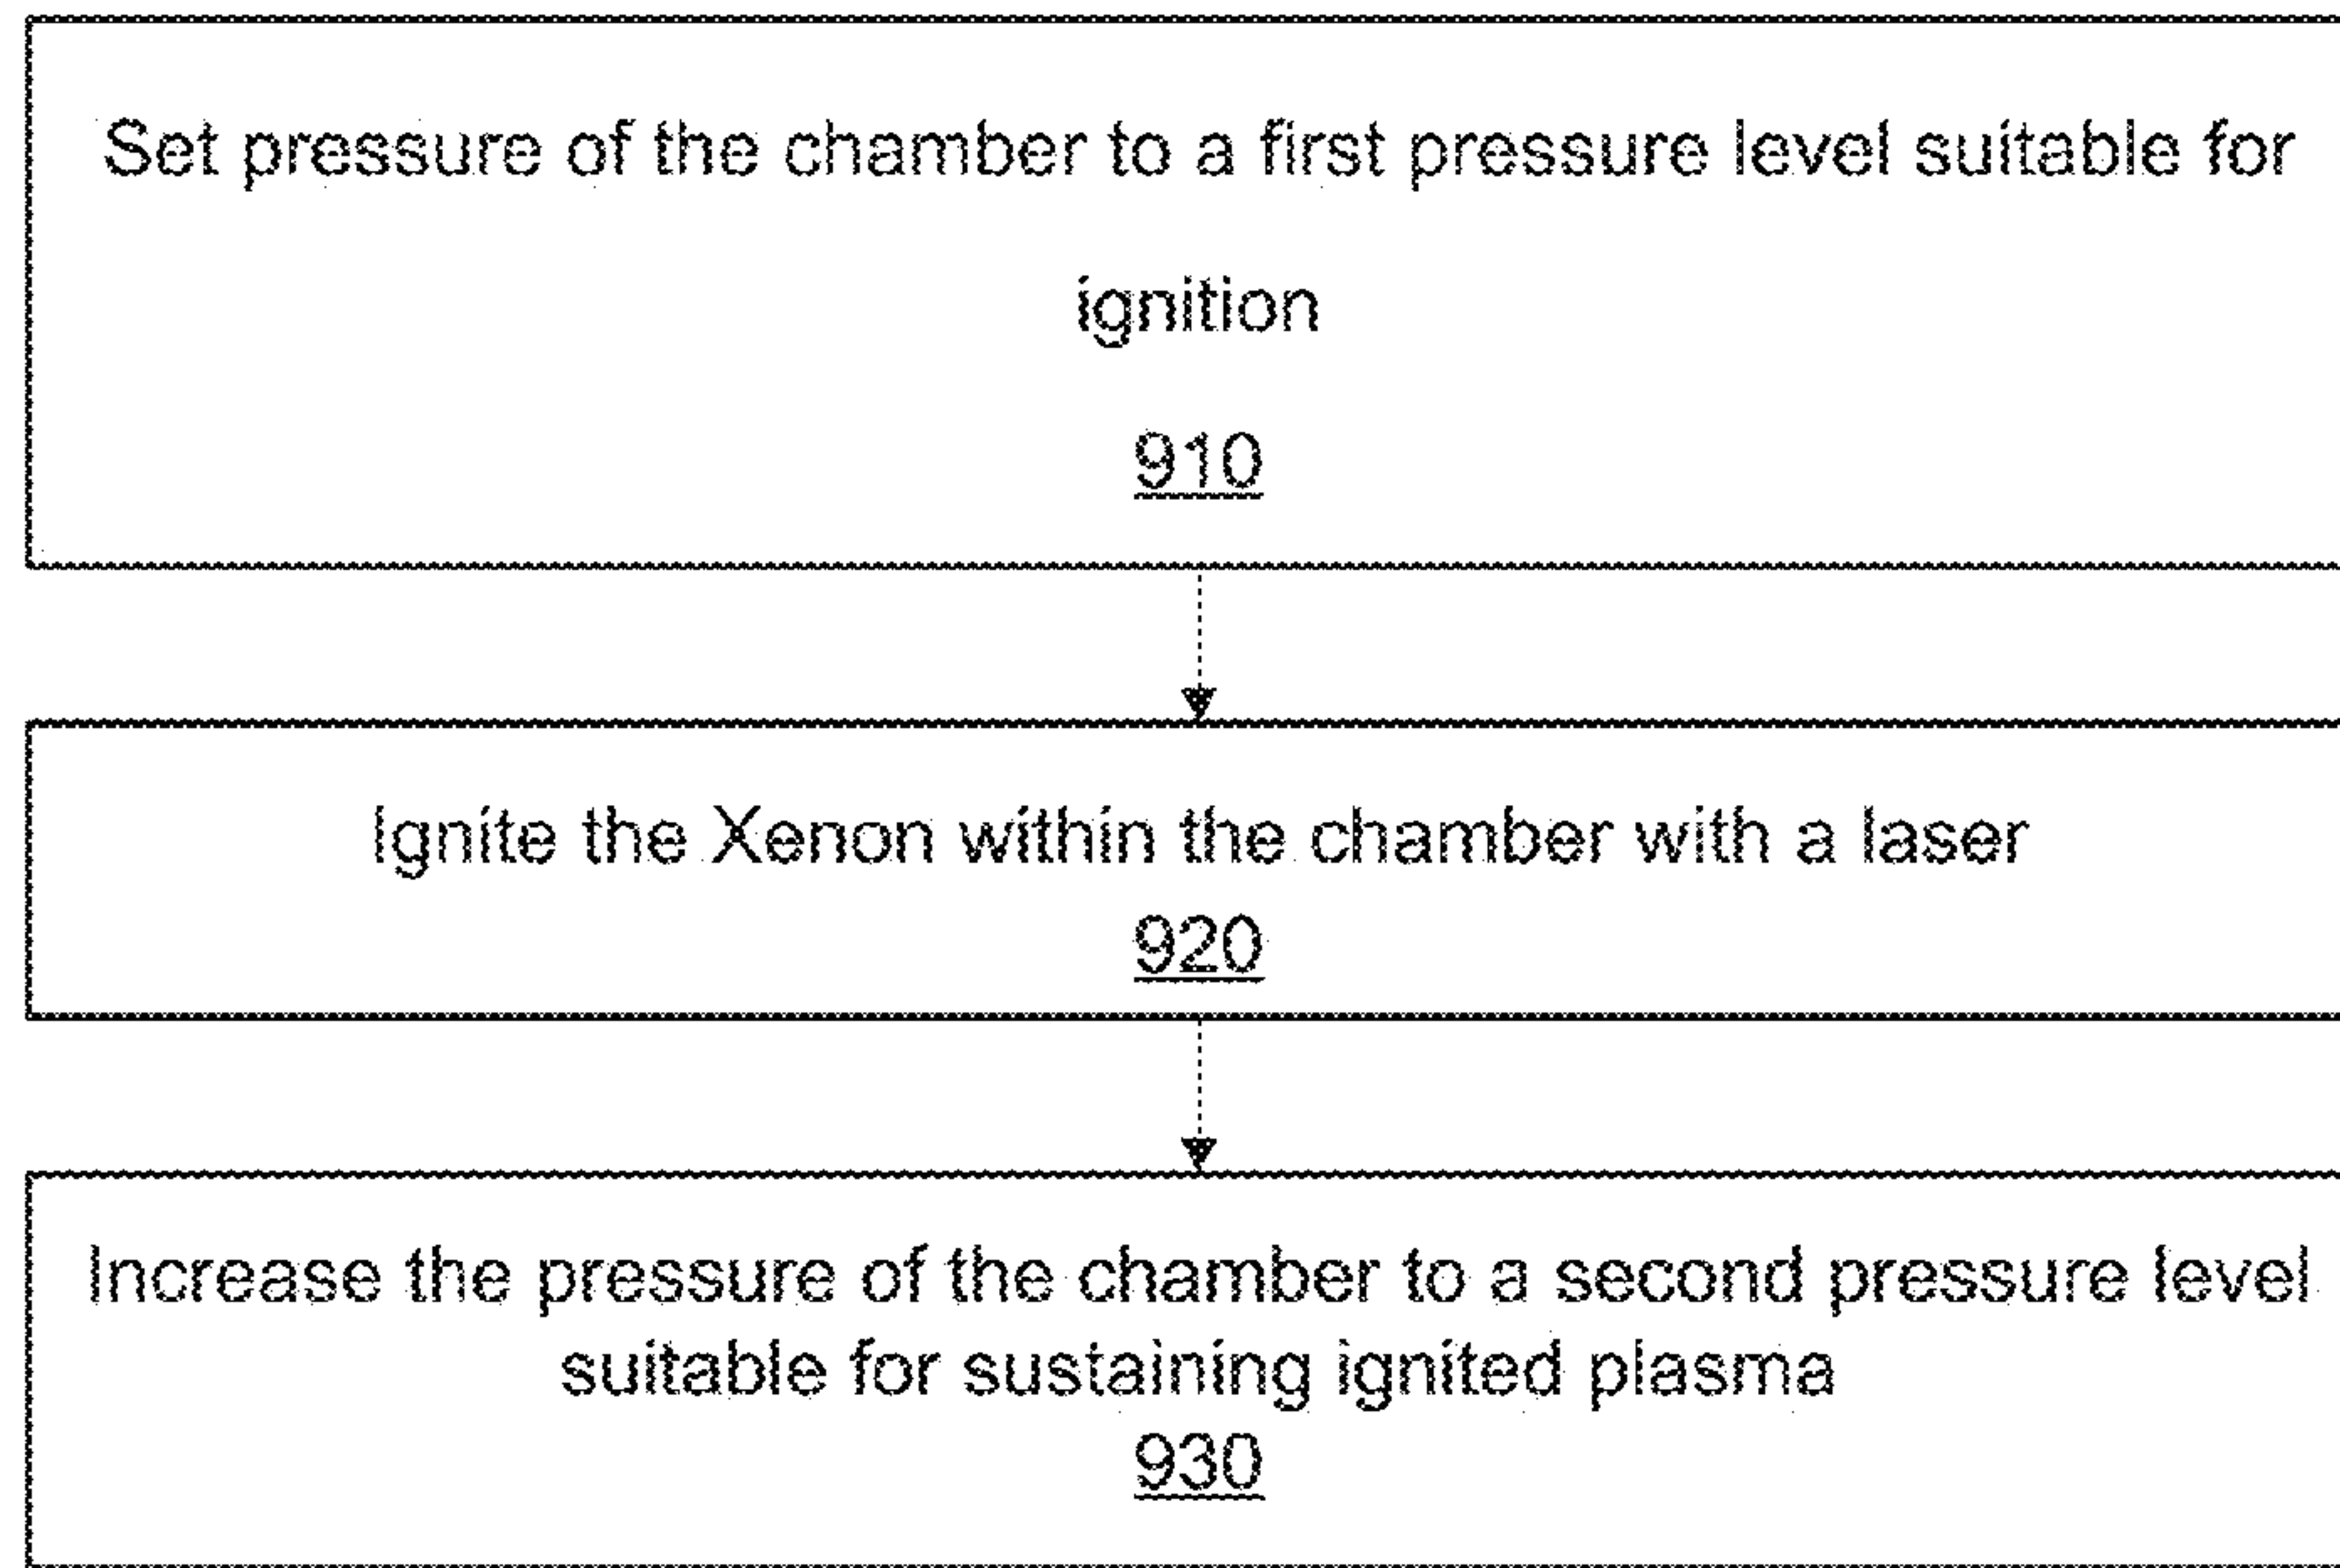 Set pressure of the chamber to a first pressure level suitable for
ignition
910
Ignite the Xenon within the chamber with a laser
920
Increase the pressure of the chamber to a second pressure level
suitable for sustaining ignited plasma
930